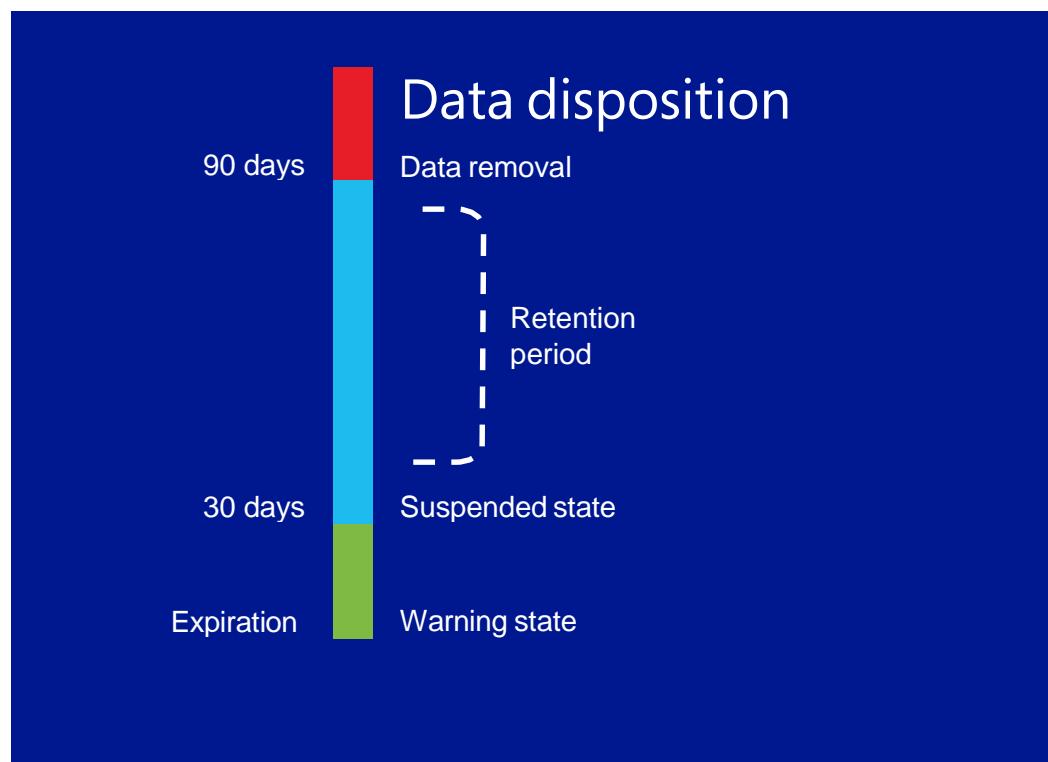 Data disposition
90 days
Data removal
Retention
period
30 days
Suspended state
Expiration
Warning state